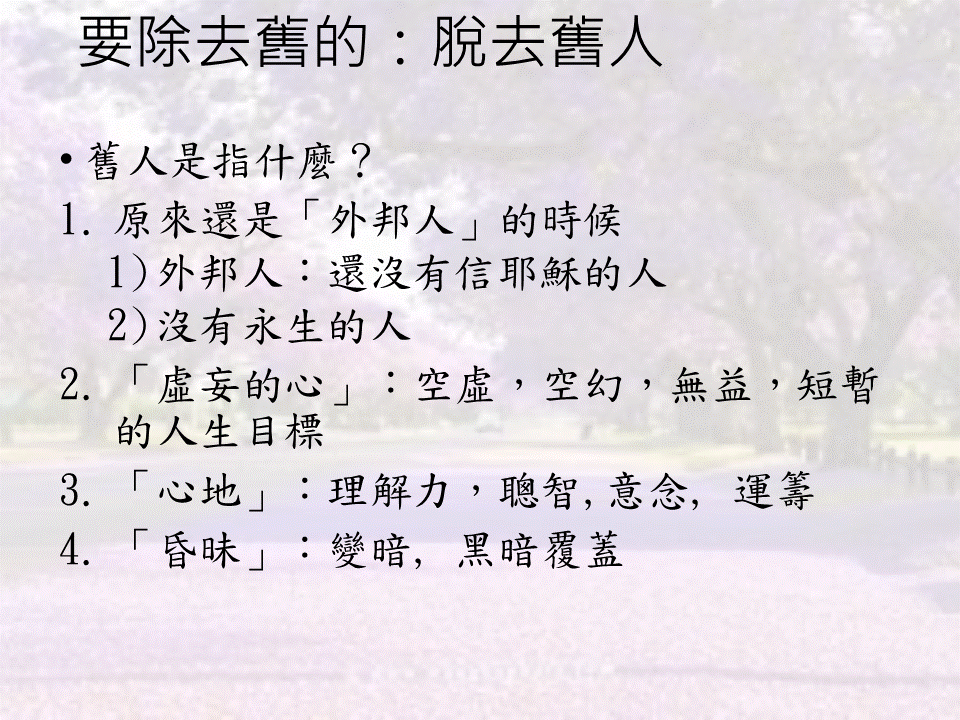 要除去舊的：脫去舊人
• 舊人是指什麼？
1. 原來還是「外邦人」的時候
1)外邦人：還沒有信耶穌的人
2)沒有永生的人
2. 「虛妄的心」：空虛，空幻，無益，短暫
的人生目標
3. 「心地」：理解力，聰智, 意念, 運籌
4. 「昏昧」：變暗, 黑暗覆蓋